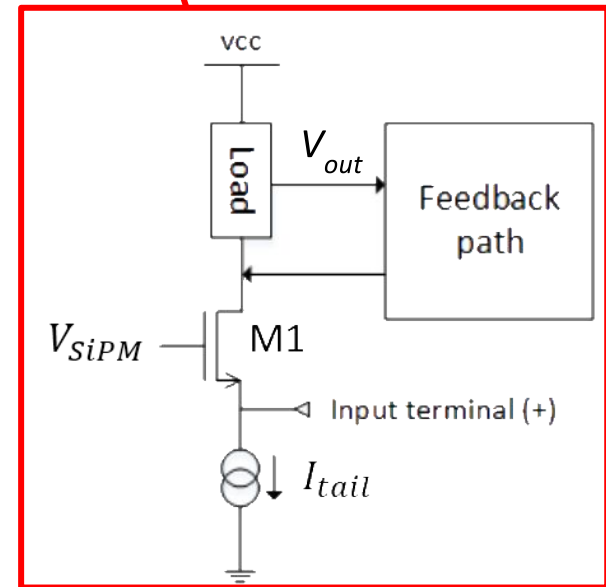 vcc
Load
V_out
Feedback
path
V_SiPM
M1
Input terminal (+)
I_tail